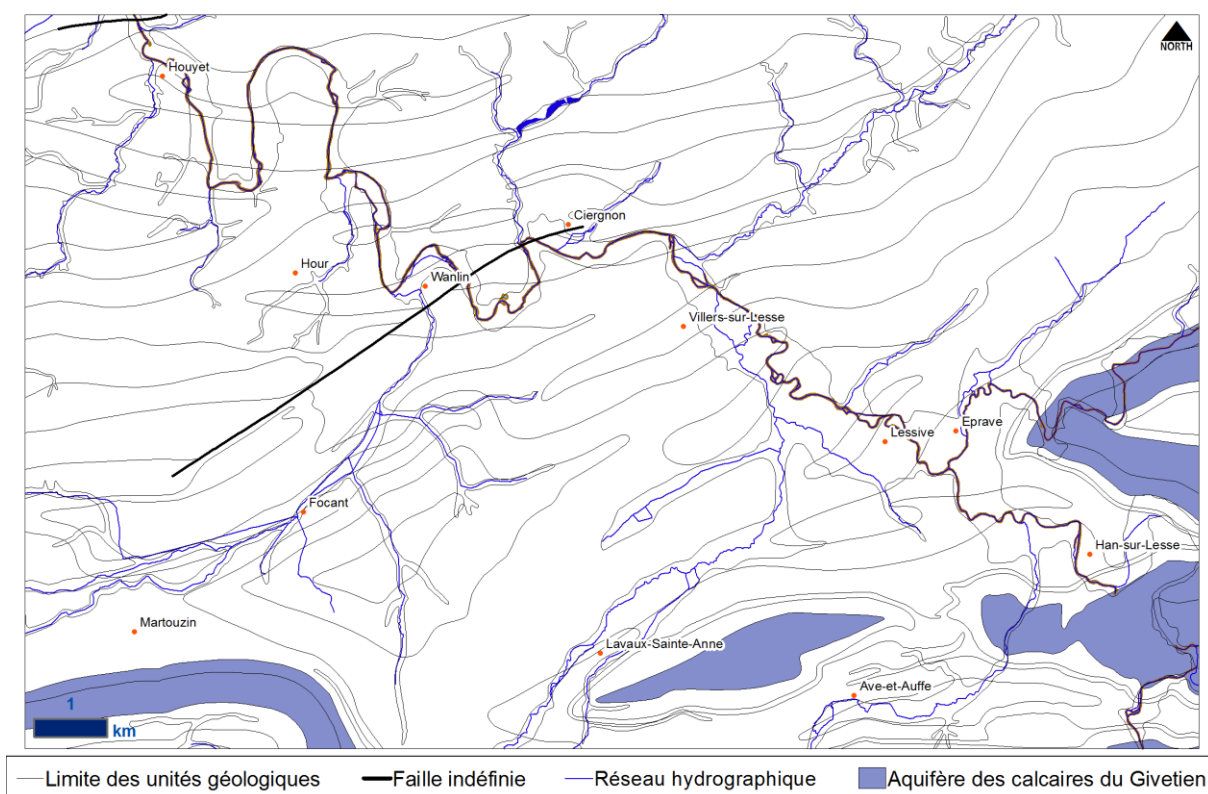 NORTH
Houyet
Ciergnon
Hour
Wanlin
Villers-sur-Lesse
Lessive
Eprave
Focant
Han-sur-Lesse
Martouzin
Lavaux-Sainte-Anne
Ave-et-Auffe
1
km
Limite des unités géologiques
Faille indéfinie
Réseau hydrographique
Aquifère des calcaires du Givetien